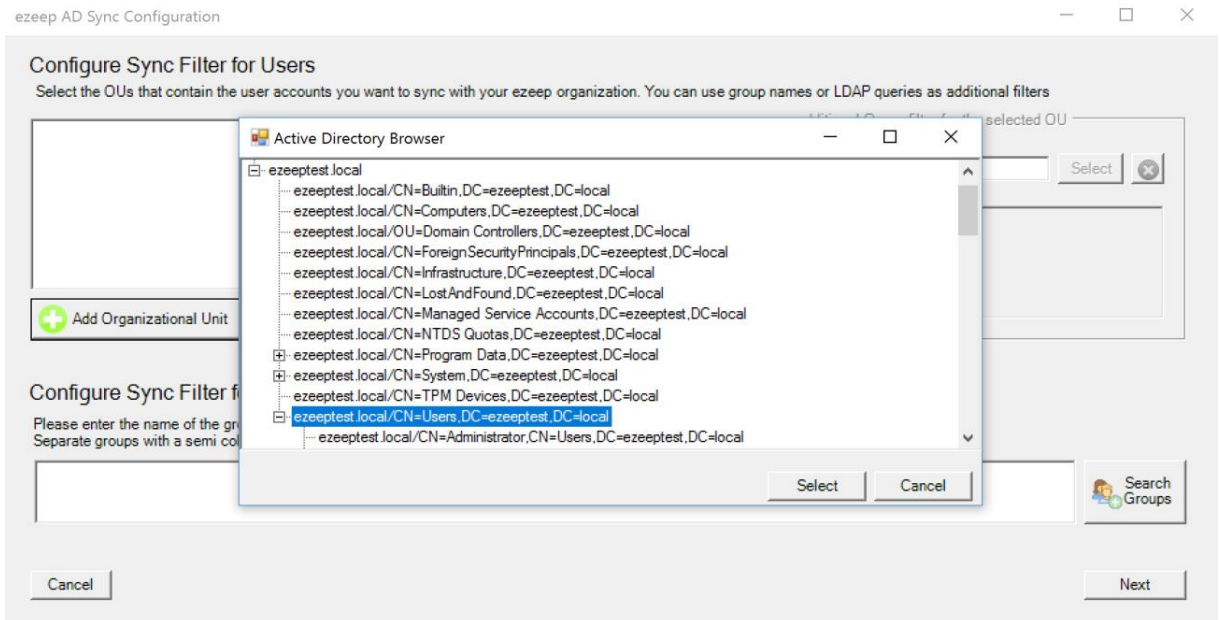 ezeep AD Sync Configuration
Configure Sync Filter for Users
Select the OUs that contain the user accounts you want to sync with your ezeep organization. You can use group names or LDAP queries as additional filters
selected OU
Active Directory Browser
Select
ezeeptest.local
ezeeptest.local/CN=Builtin,DC=ezeeptest,DC=local
ezeeptest.local/CN=Computers,DC=ezeeptest,DC=local
ezeeptest.local/OU=Domain Controllers,DC=ezeeptest,DC=local
ezeeptest.local/CN=ForeignSecurityPrincipals,DC=ezeeptest,DC=local
ezeeptest.local/CN=Infrastructure,DC=ezeeptest,DC=local
ezeeptest.local/CN=LostAndFound,DC=ezeeptest,DC=local
ezeeptest.local/CN=Managed Service Accounts,DC=ezeeptest,DC=local
ezeeptest.local/CN=NTDS Quotas,DC=ezeeptest,DC=local
ezeeptest.local/CN=Program Data,DC=ezeeptest,DC=local
ezeeptest.local/CN=System,DC=ezeeptest,DC=local
ezeeptest.local/CN=TPM Devices,DC=ezeeptest,DC=local
ezeeptest.local/CN=Users,DC=ezeeptest,DC=local
ezeeptest.local/CN=Administrator,CN=Users,DC=ezeeptest,DC=local
Select
Cancel
Add Organizational Unit
Configure Sync Filter f
Please enter the name of the gr
Separate groups with a semi col
Search
Groups
Cancel
Next